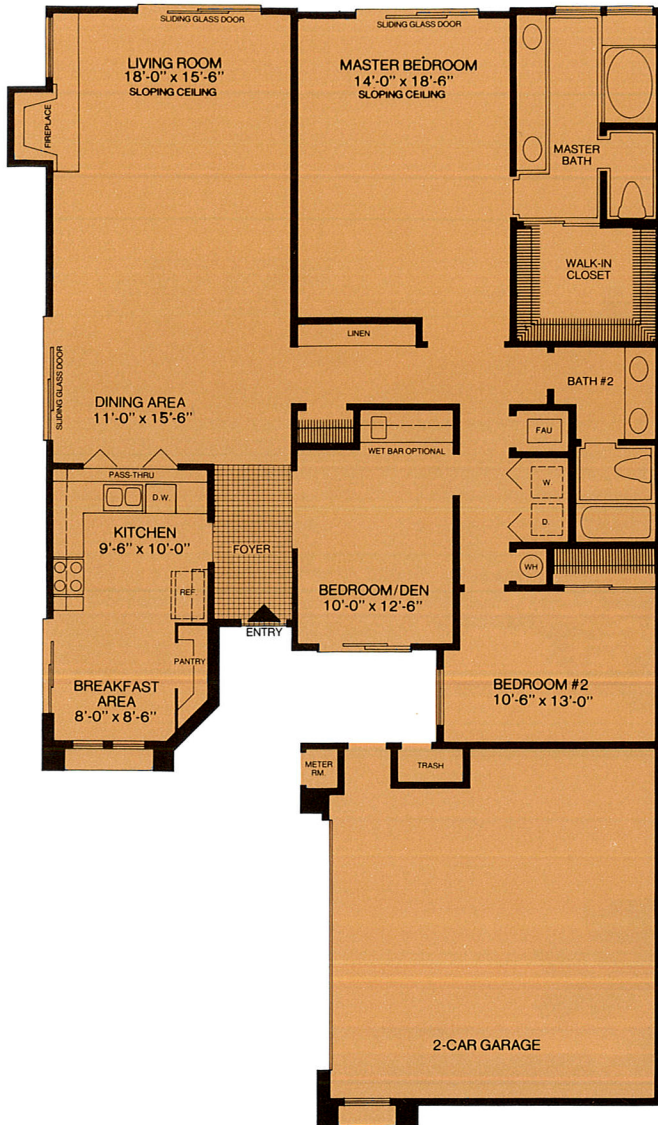 SLIDING GLASS DOOR
SLIDING GLASS DOOR
LIVING ROOM
18'-0" x 15'-6"
SLOPING CEILING
MASTER BEDROOM
14'-0" x 18'-6"
SLOPING CEILING
FIREPLACE
MASTER
BATH
WALK-IN
CLOSET
LINEN
SLIDING GLASS DOOR
DINING AREA
11'-0" x 15'-6"
BATH #2
WET BAR OPTIONAL
FAU
PASS-THRU
D.W.
W.
D.
KITCHEN
9'-6" x 10'-0"
FOYER
REF.
WH
BEDROOM/DEN
10'-0" x 12'-6"
ENTRY
PANTRY
BREAKFAST
AREA
8'-0" x 8'-6"
BEDROOM #2
10'-6" x 13'-0"
METER
RM.
TRASH
2-CAR GARAGE